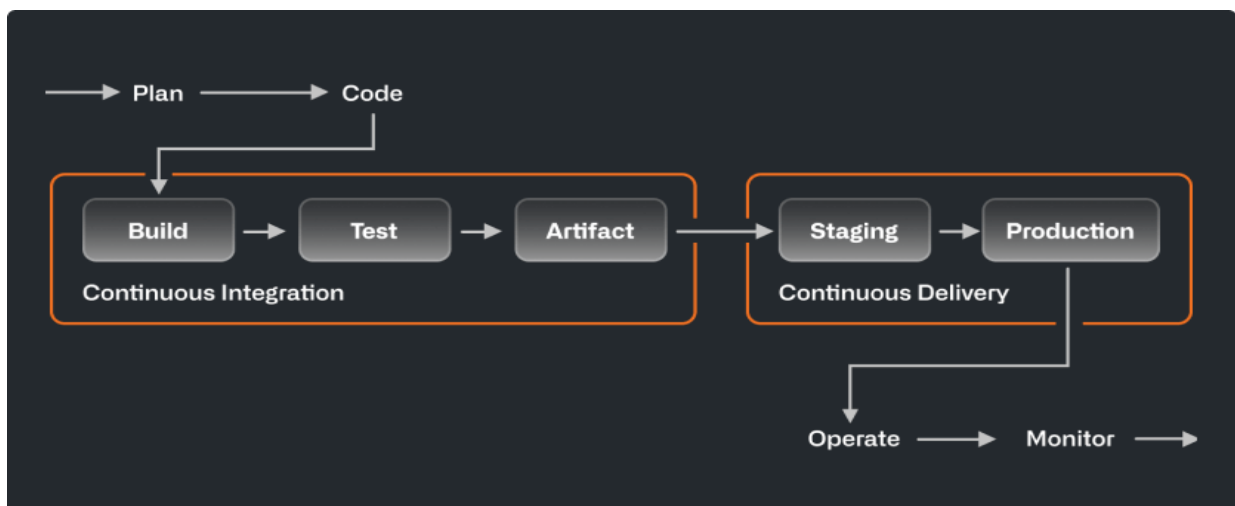 Plan Code
Build Test Artifact Staging Production
Continuous Integration Continuous Delivery
Operate Monitor